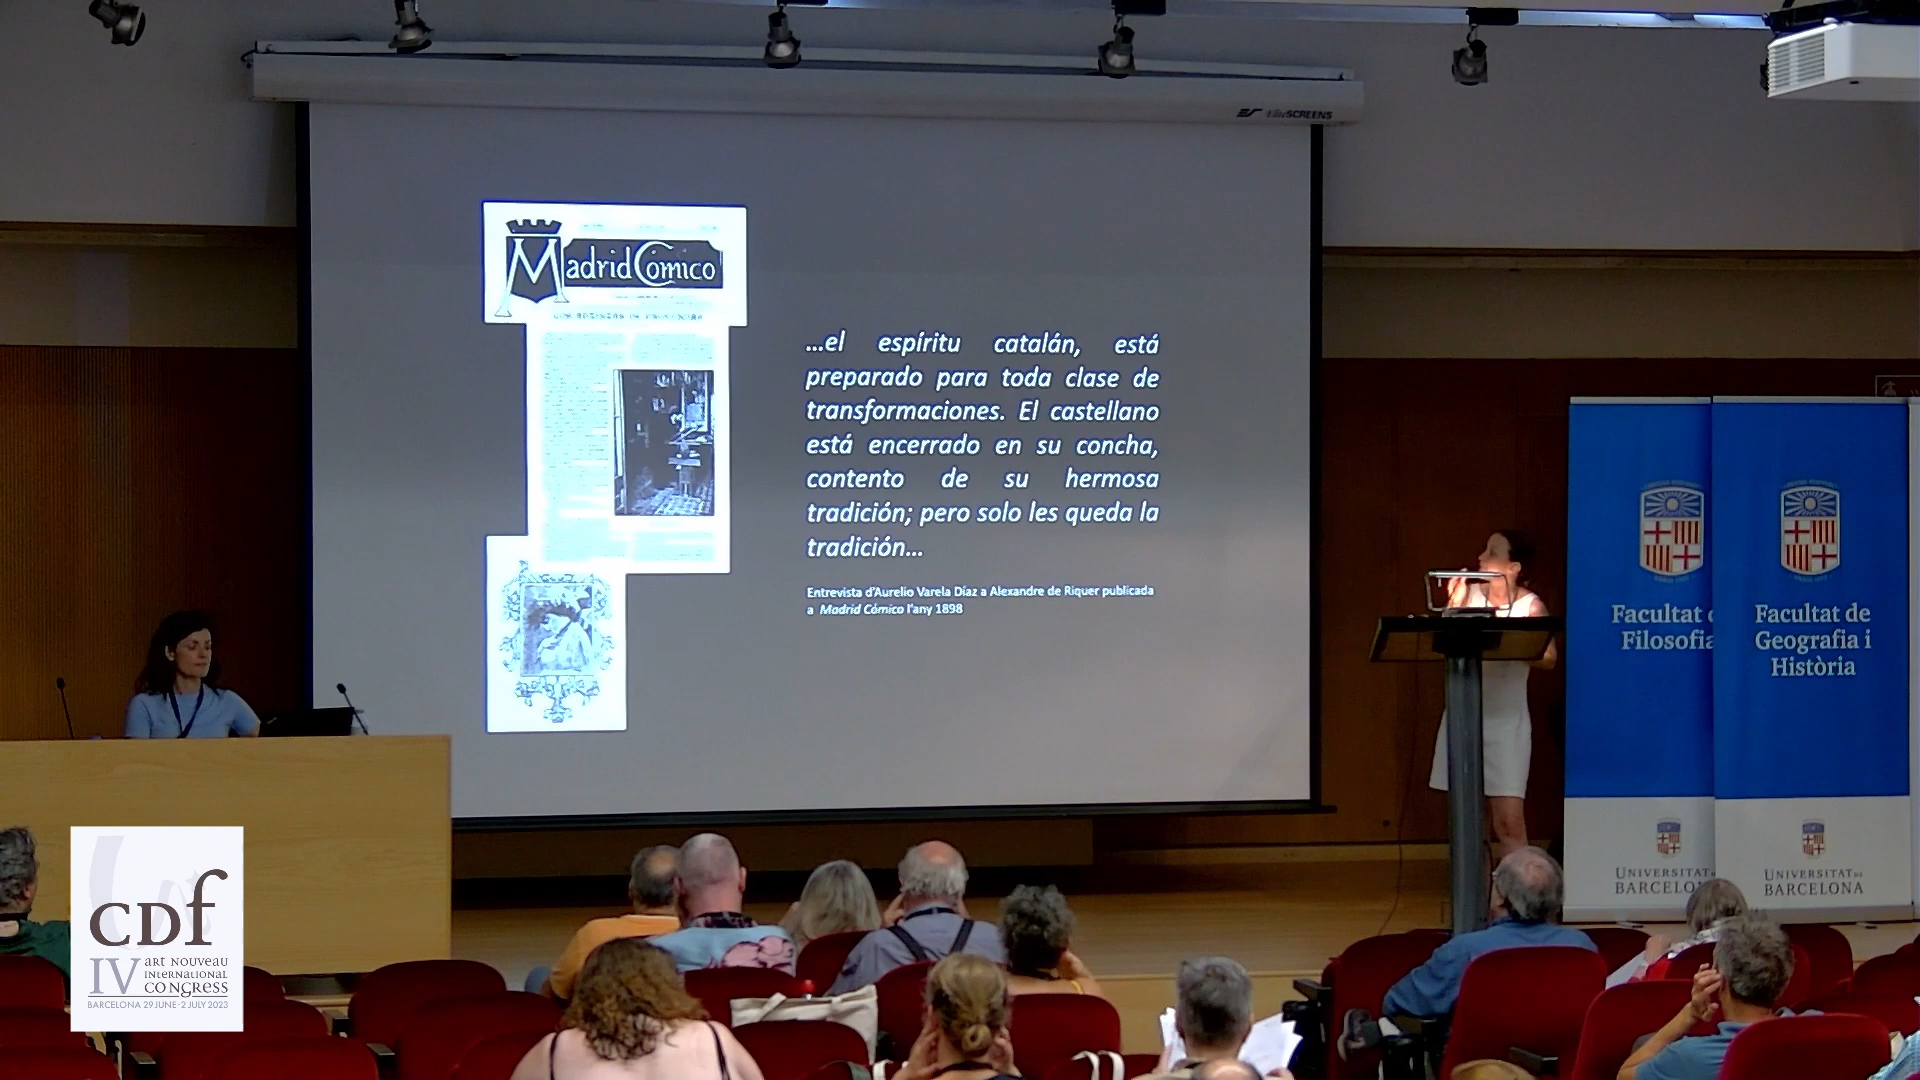 SCREENS
Madrid Cómico
...el espíritu catalán, está
preparado para toda clase de
transformaciones. El castellano
está encerrado en su concha,
contento de su hermosa
tradición; pero solo les queda la
tradición...
Entrevista d'Aurelio Varela Díaz a Alexandre de Riquer publicada
a Madrid Cómico l'any 1898
Facultat
Filosofia
UNIVERSITAT
BARCELO
Facultat de
Geografia i
Història
UNIVERSITAT DE
BARCELONA
CDf
IV ART NOUVEAU
INTERNATIONAL
CONGRESS
BARCELONA 29 JUNE-2 JULY 2023